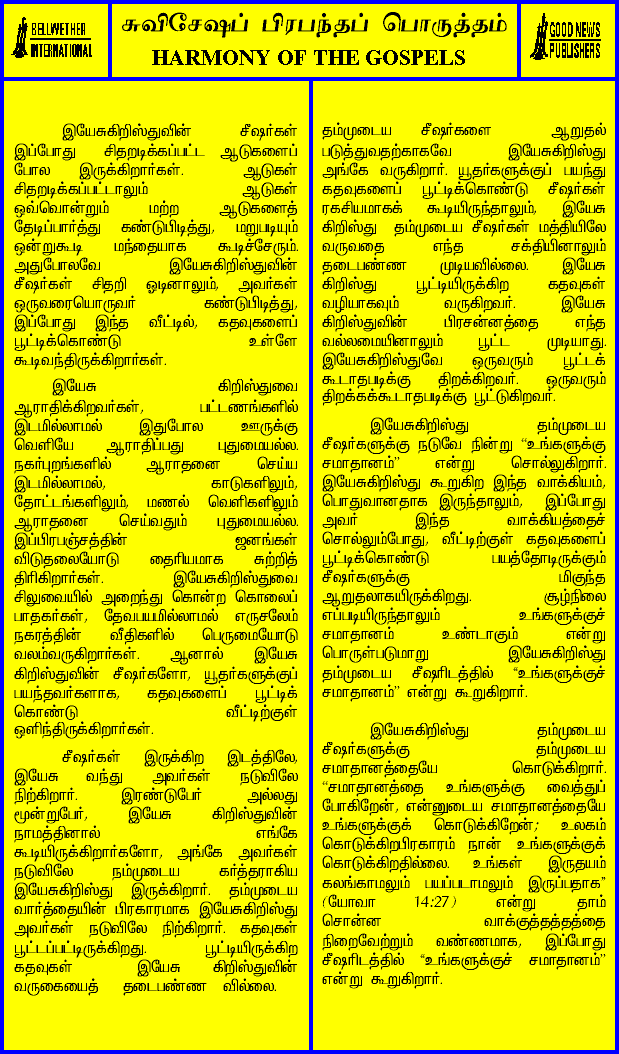 BELLWETHER
INTERNATIONAL
சுவிசேஷப் பிரபந்தப் பொருத்தம்
HARMONY OF THE GOSPELS
GOOD NEWS
PUBLISHERS
இயேசுகிறிஸ்துவின் சீஷர்கள்
இப்போது சிதறடிக்கப்பட்ட ஆடுகளைப்
போல இருக்கிறார்கள். ஆடுகள்
சிதறடிக்கப்பட்டாலும் ஆடுகள்
ஒவ்வொன்றும் மற்ற ஆடுகளைத்
தேடிப்பார்த்து கண்டுபிடித்து, மறுபடியும்
ஒன்றுகூடி மந்தையாக கூடிச்சேரும்.
அதுபோலவே இயேசுகிறிஸ்துவின்
சீஷர்கள் சிதறி ஓடினாலும், அவர்கள்
ஒருவரையொருவர் கண்டுபிடித்து,
இப்போது இந்த வீட்டில், கதவுகளைப்
பூட்டிக்கொண்டு உள்ளே
கூடிவந்திருக்கிறார்கள்.
இயேசு கிறிஸ்துவை
ஆராதிக்கிறவர்கள், பட்டணங்களில்
இடமில்லாமல் இதுபோல ஊருக்கு
வெளியே ஆராதிப்பது புதுமையல்ல.
நகர்புறங்களில் ஆராதனை செய்ய
இடமில்லாமல், காடுகளிலும்,
தோட்டங்களிலும், மணல் வெளிகளிலும்
ஆராதனை செய்வதும் புதுமையல்ல.
இப்பிரபஞ்சத்தின் ஜனங்கள்
விடுதலையோடு தைரியமாக சுற்றித்
திரிகிறார்கள். இயேசுகிறிஸ்துவை
சிலுவையில் அறைந்து கொன்ற கொலைப்
பாதகர்கள், தேவபயமில்லாமல் எருசலேம்
நகரத்தின் வீதிகளில் பெருமையோடு
வலம்வருகிறார்கள். ஆனால் இயேசு
கிறிஸ்துவின் சீஷர்களோ, யூதர்களுக்குப்
பயந்தவர்களாக, கதவுகளைப் பூட்டிக்
கொண்டு வீட்டிற்குள்
ஒளிந்திருக்கிறார்கள்.
சீஷர்கள் இருக்கிற இடத்திலே,
இயேசு வந்து அவர்கள் நடுவிலே
நிற்கிறார். இரண்டுபேர் அல்லது
மூன்றுபேர், இயேசு கிறிஸ்துவின்
நாமத்தினால் எங்கே
கூடியிருக்கிறார்களோ, அங்கே அவர்கள்
நடுவிலே நம்முடைய கர்த்தராகிய
இயேசுகிறிஸ்து இருக்கிறார். தம்முடைய
வார்த்தையின் பிரகாரமாக இயேசுகிறிஸ்து
அவர்கள் நடுவிலே நிற்கிறார். கதவுகள்
பூட்டப்பட்டிருக்கிறது. பூட்டியிருக்கிற
கதவுகள் இயேசு கிறிஸ்துவின்
வருகையைத் தடைபண்ண வில்லை.
தம்முடைய சீஷர்களை ஆறுதல்
படுத்துவதற்காகவே இயேசுகிறிஸ்து
அங்கே வருகிறார். யூதர்களுக்குப் பயந்து
கதவுகளைப் பூட்டிக்கொண்டு சீஷர்கள்
ரகசியமாகக் கூடியிருந்தாலும், இயேசு
கிறிஸ்து தம்முடைய சீஷர்கள் மத்தியிலே
வருவதை எந்த சக்தியினாலும்
தடைபண்ண முடியவில்லை. இயேசு
கிறிஸ்து பூட்டியிருக்கிற கதவுகள்
வழியாகவும் வருகிறவர். இயேசு
கிறிஸ்துவின் பிரசன்னத்தை எந்த
வல்லமையினாலும் பூட்ட முடியாது.
இயேசுகிறிஸ்துவே ஒருவரும் பூட்டக்
கூடாதபடிக்கு திறக்கிறவர். ஒருவரும்
திறக்கக்கூடாதபடிக்கு பூட்டுகிறவர்.
இயேசுகிறிஸ்து தம்முடைய
சீஷர்களுக்கு நடுவே நின்று “உங்களுக்கு
சமாதானம்” என்று சொல்லுகிறார்.
இயேசுகிறிஸ்து கூறுகிற இந்த வாக்கியம்,
பொதுவானதாக இருந்தாலும், இப்போது
அவர் இந்த வாக்கியத்தைச்
சொல்லும்போது, வீட்டிற்குள் கதவுகளைப்
பூட்டிக்கொண்டு பயத்தோடிருக்கும்
சீஷர்களுக்கு மிகுந்த
ஆறுதலாகயிருக்கிறது. சூழ்நிலை
எப்படியிருந்தாலும் உங்களுக்குச்
சமாதானம் உண்டாகும் என்று
பொருள்படுமாறு இயேசுகிறிஸ்து
தம்முடைய சீஷரிடத்தில் “உங்களுக்குச்
சமாதானம்” என்று கூறுகிறார்.
இயேசுகிறிஸ்து தம்முடைய
சீஷர்களுக்கு தம்முடைய
சமாதானத்தையே கொடுக்கிறார்.
“சமாதானத்தை உங்களுக்கு வைத்துப்
போகிறேன், என்னுடைய சமாதானத்தையே
உங்களுக்குக் கொடுக்கிறேன்; உலகம்
கொடுக்கிறபிரகாரம் நான் உங்களுக்குக்
கொடுக்கிறதில்லை. உங்கள் இருதயம்
கலங்காமலும் பயப்படாமலும் இருப்பதாக”
(யோவா 14:27) என்று தாம்
சொன்ன வாக்குத்தத்தத்தை
நிறைவேற்றும் வண்ணமாக, இப்போது
சீஷரிடத்தில் “உங்களுக்குச் சமாதானம்”
என்று கூறுகிறார்.